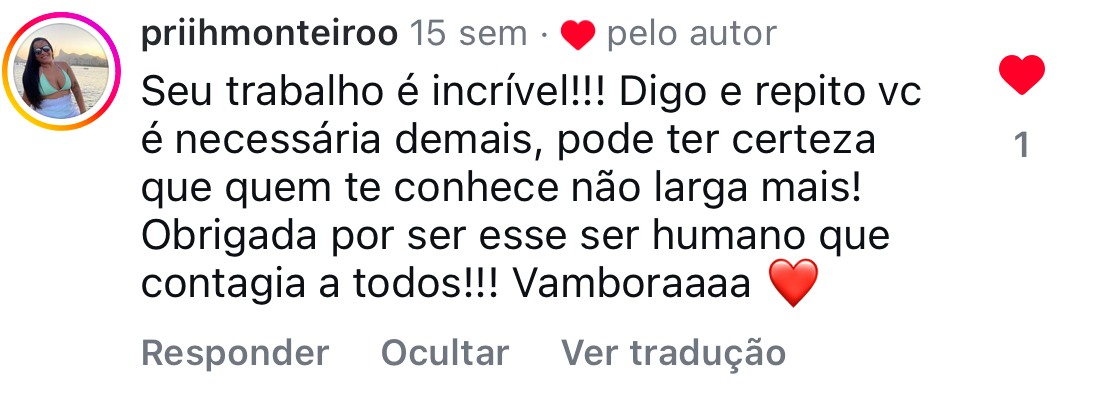 priihmonteiroo 15 sem · ❤ pelo autor
Seu trabalho é incrível!!! Digo e repito vc
é necessária demais, pode ter certeza
que quem te conhece não larga mais!
Obrigada por ser esse ser humano que
contagia a todos!!! Vamboraaaa ❤️
1
Responder Ocultar Ver tradução